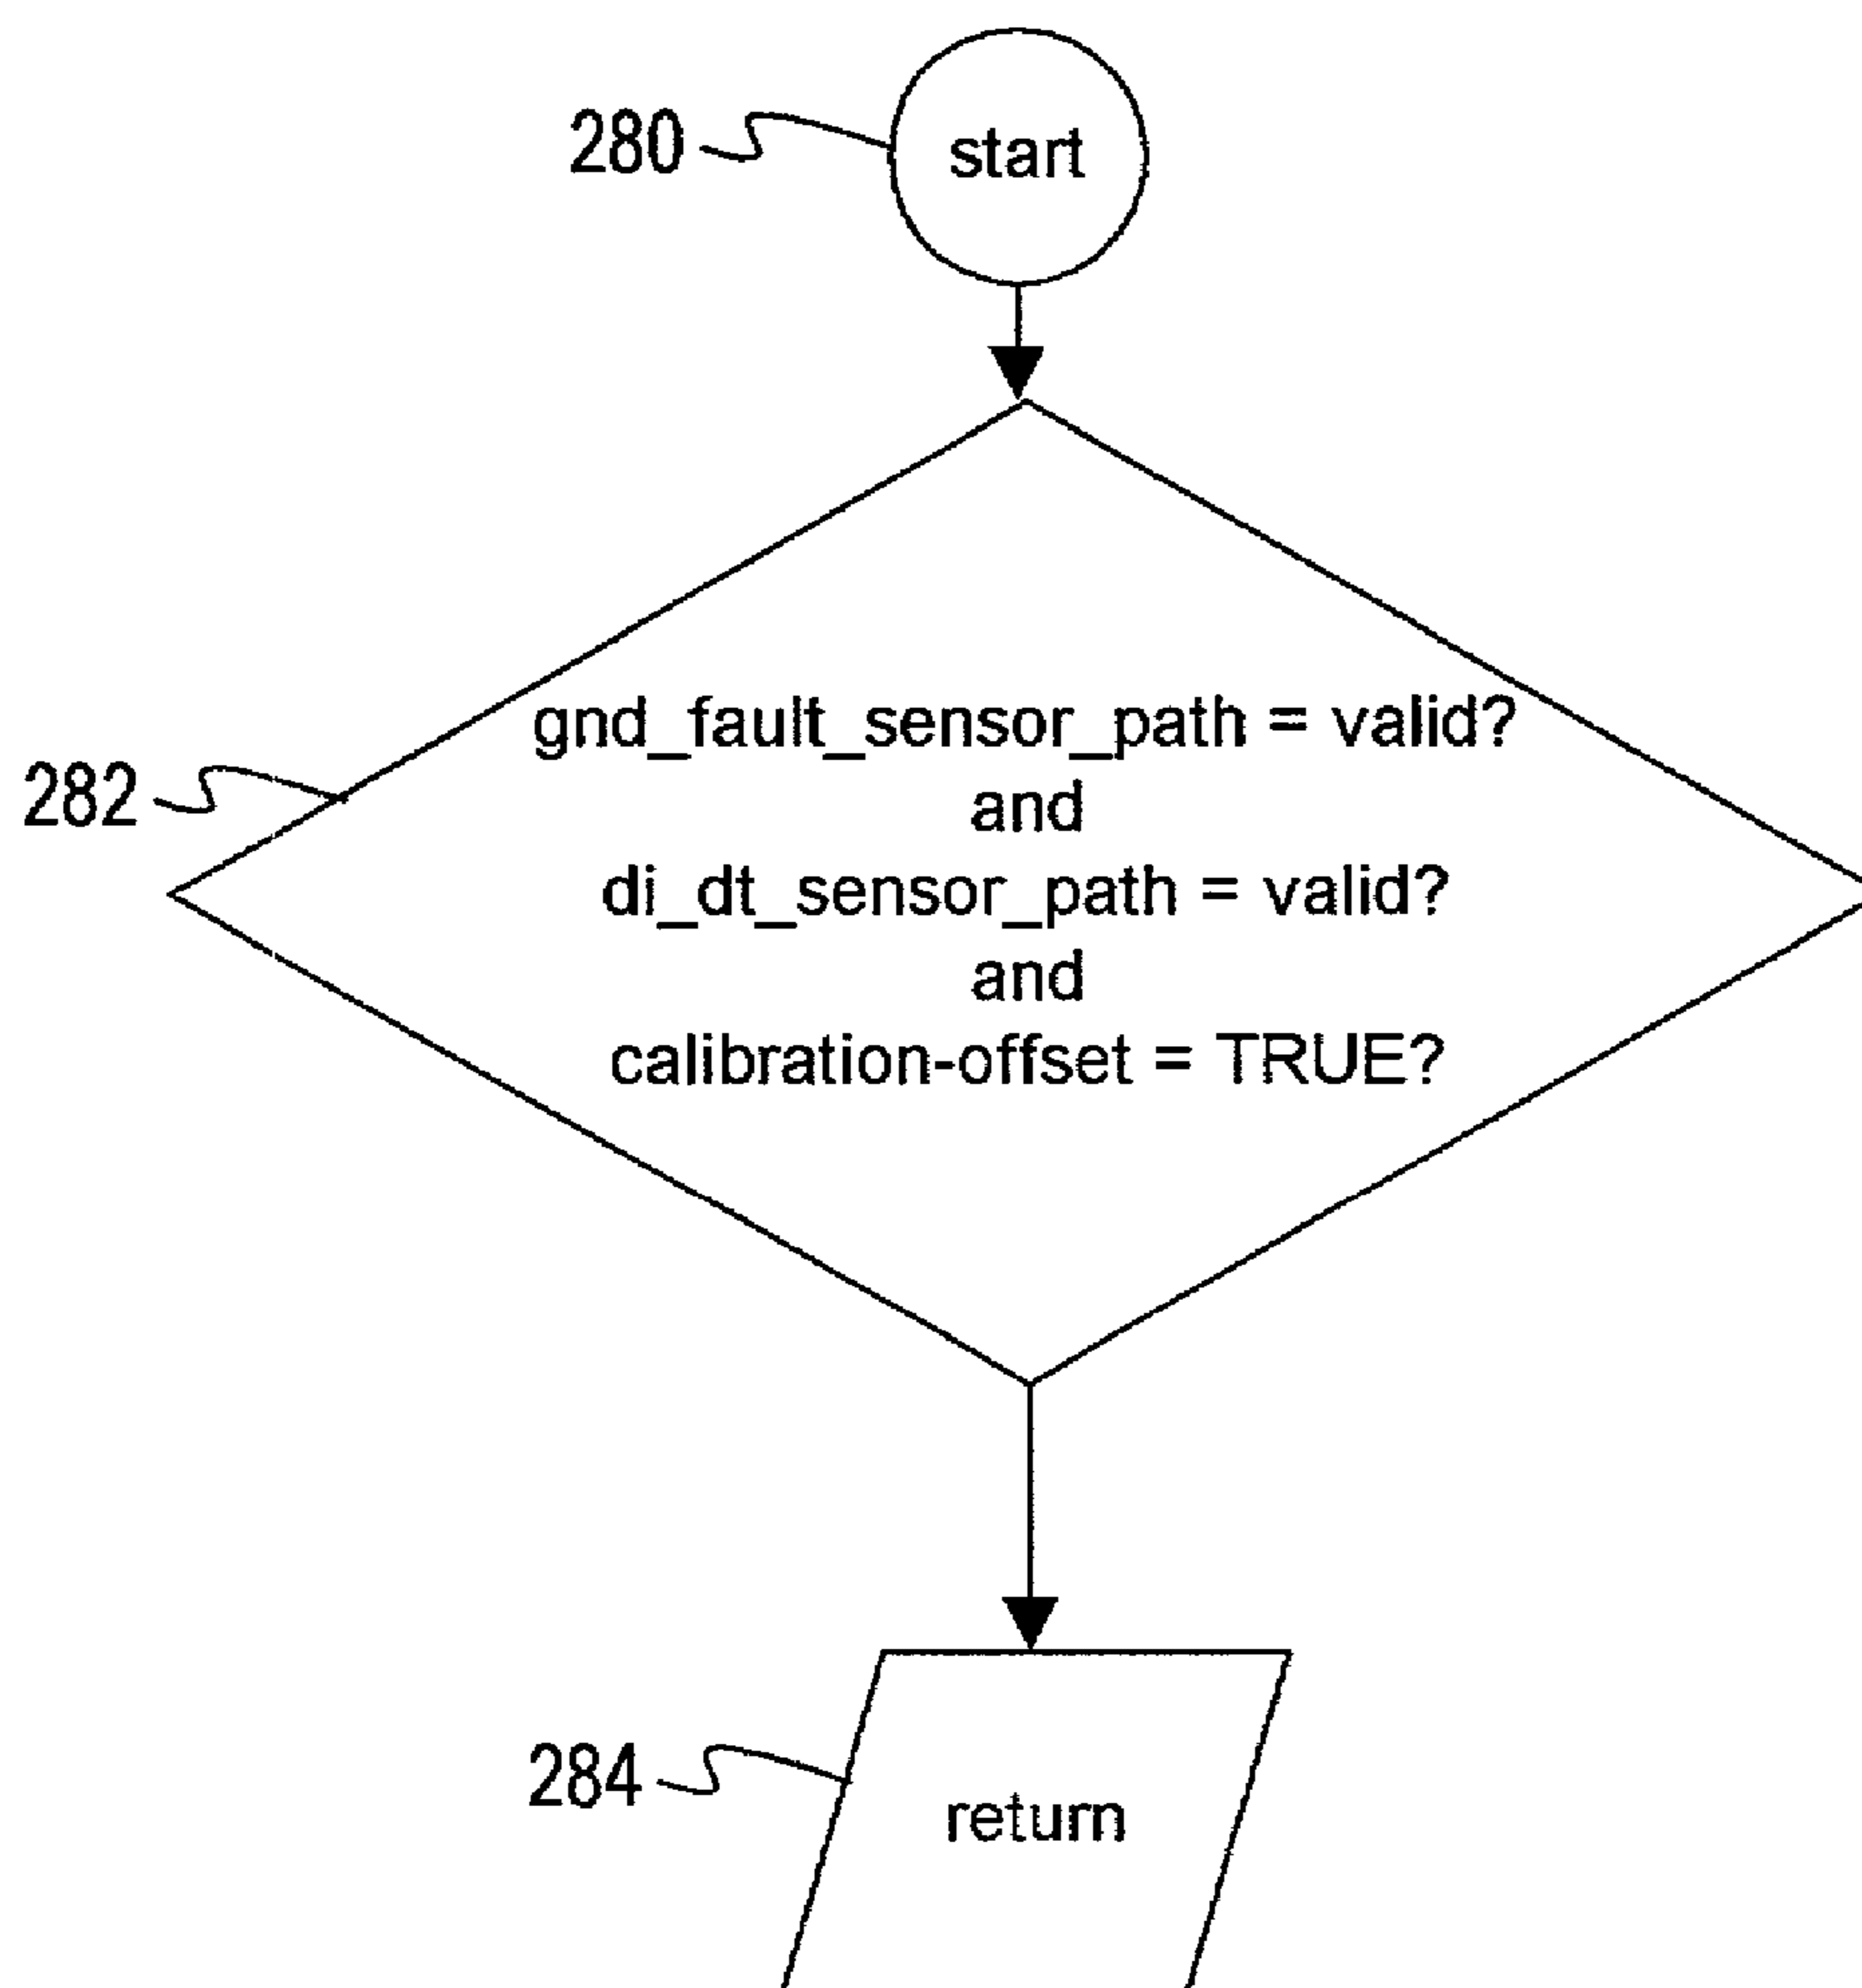 280
start
gnd_fault_sensor_path = valid?
282
and
di_dt_sensor_path = valid?
and
calibration-offset = TRUE?
284
return